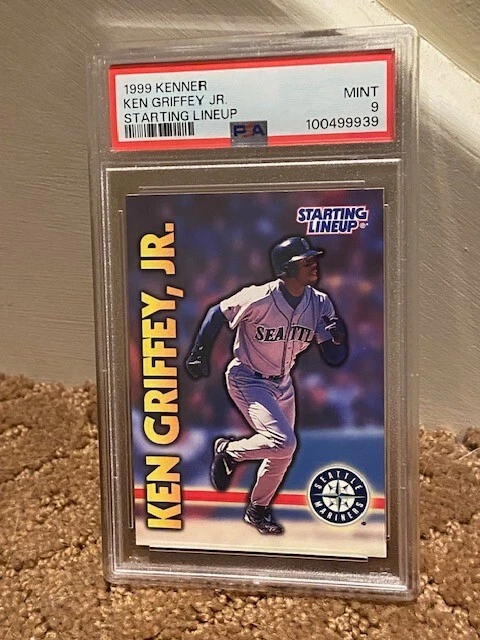 1999 KENNER
KEN GRIFFEY JR.
STARTING LINEUP
MINT
9
100499939
PSA
STARTING
LINEUP
KEN GRIFFEY, JR.
SEATTLE
SEATTLE
MARINERS